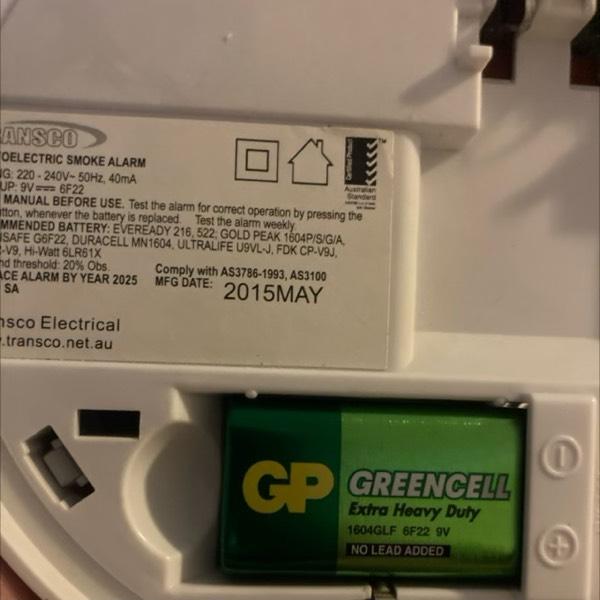 ANSCO
OELECTRIC SMOKE ALARM
NG: 220 - 240V~ 50Hz, 40mA
UP: 9V 6F22
MANUAL BEFORE USE. Test the alarm for correct operation by pressing the
tton, whenever the battery is replaced. Test the alarm weekly.
MMENDED BATTERY: EVEREADY 216, 522; GOLD PEAK 1604P/S/G/A,
NSAFE G6F22, DURACELL MN1604, ULTRALIFE U9VL-J, FDK CP-V9J,
-V9, Hi-Watt 6LR61X
nd threshold: 20% Obs.
ACE ALARM BY YEAR 2025
SA
Comply with AS3786-1993, AS3100
MFG DATE: 2015MAY
Certified Product
Australian
Standard
nsco Electrical
.transco.net.au
GP GREENCELL
Extra Heavy Duty
1604GLF 6F22 9V
NO LEAD ADDED